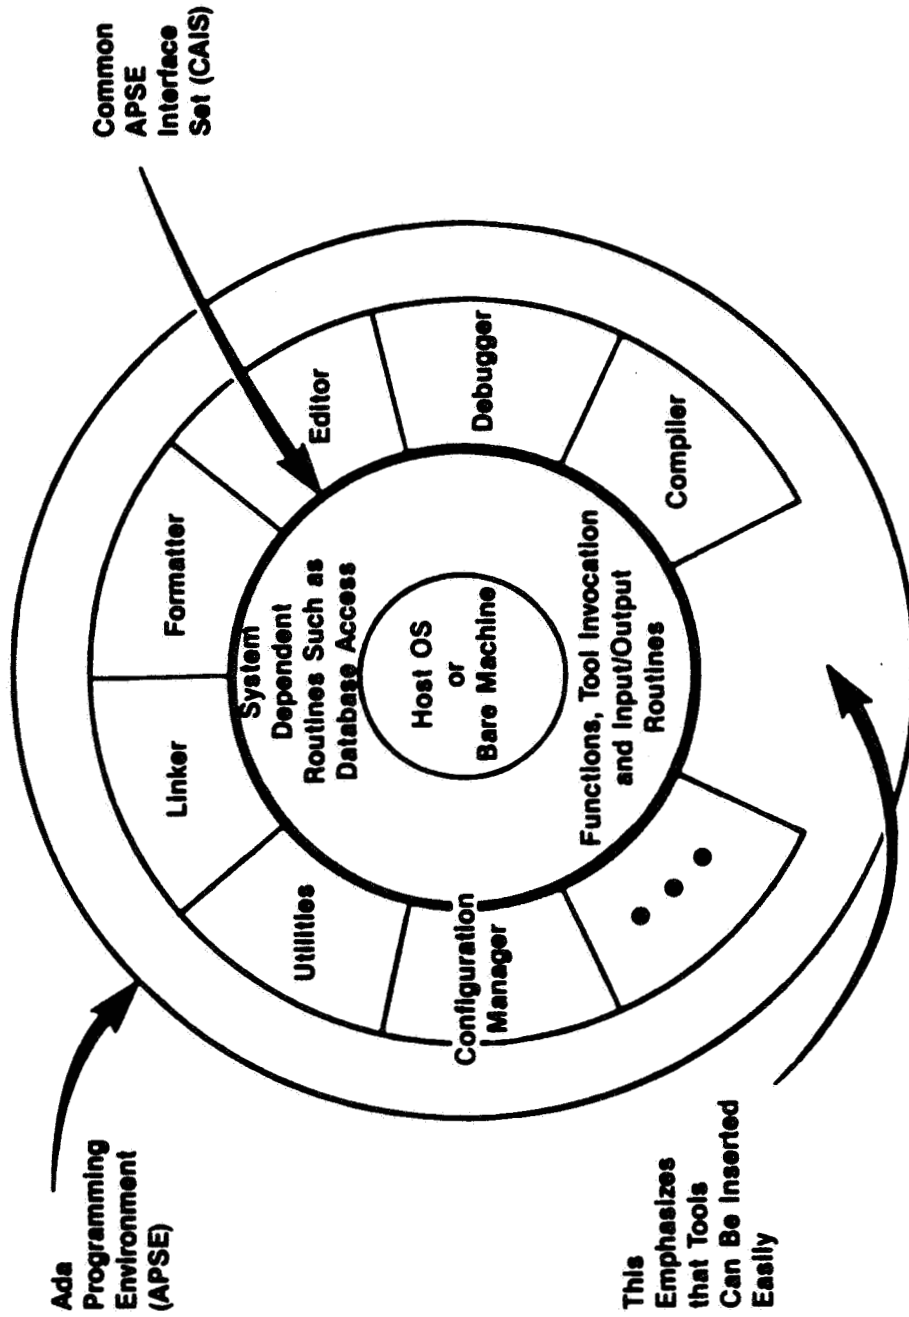 Ada
Programming
Environment
(APSE)
Common
APSE
Interface
Set (CAIS)
Linker
Formatter
Utilities
Editor
System
Dependent
Routines Such as
Database Access
Host OS
or
Bare Machine
Configuration
Manager
Debugger
Functions, Tool Invocation
and Input/Output
Routines
Compiler
This
Emphasizes
that Tools
Can Be Inserted
Easily